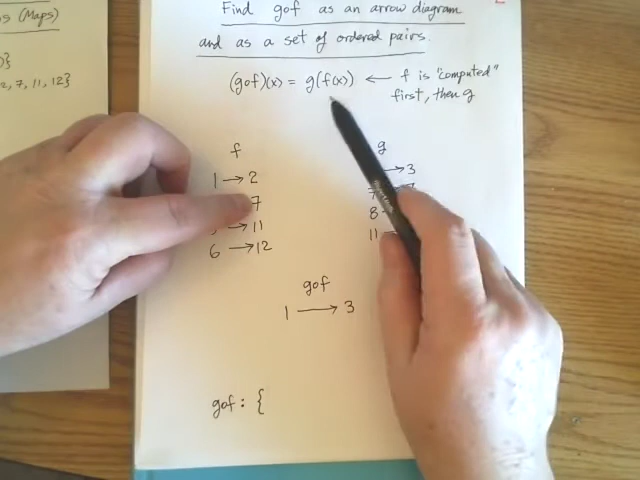 s (Maps)
)}
2, 7, 11, 12}
Find gof as an arrow diagram
and as a set of ordered pairs.
(gof)(x) = g(f(x)) ← f is "computed"
first, then g
f
g
1 → 2
→ 3
7
7
8
→ 11
11
6 → 12
gof
1 → 3
gof : {